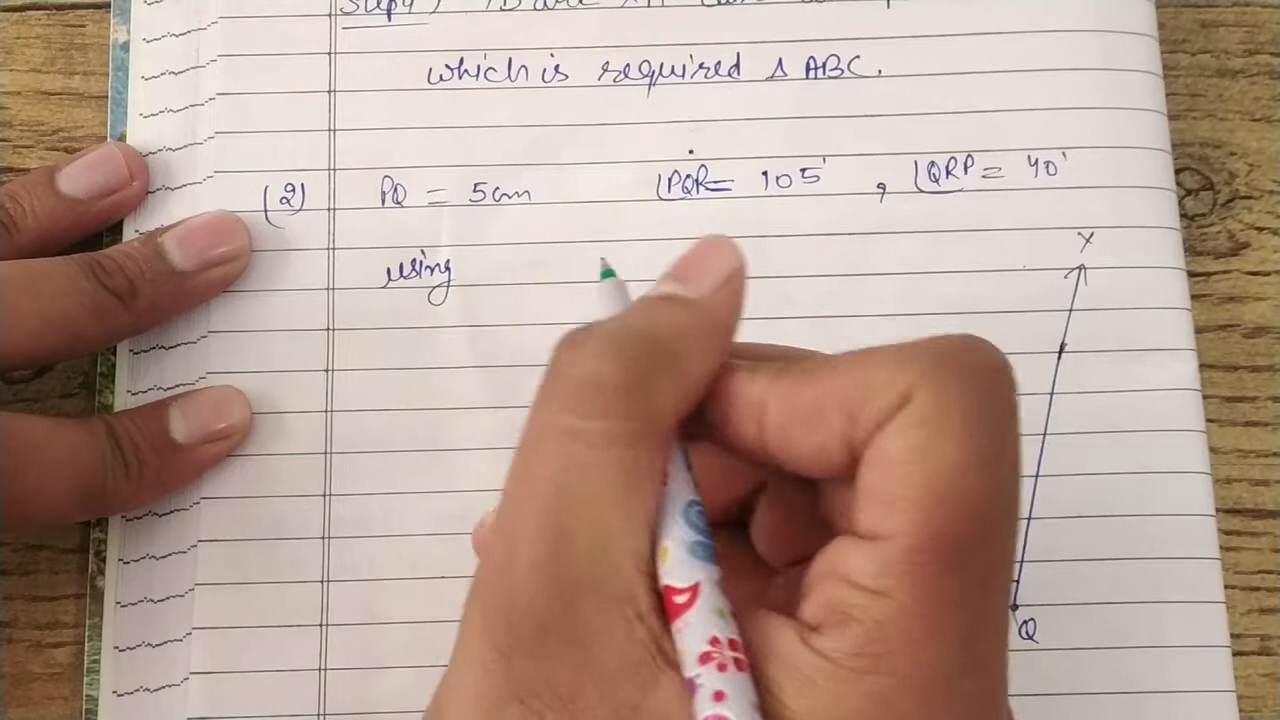 which is required Δ ABC.
(2) PQ = 5cm ∠PQR = 105° , ∠QRP = 40°
using
X
Q